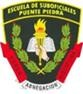 ESCUELA DE SUBOFICIALES
PUENTE PIEDRA
ABNEGACION